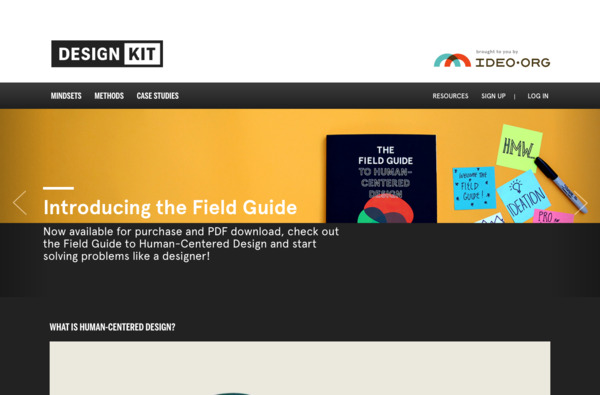 DESIGN KIT
brought to you by
IDEO.ORG
MINDSETS METHODS CASE STUDIES
RESOURCES SIGN UP | LOG IN
THE
FIELD GUIDE
TO HUMAN-
CENTERED
DESIGN
HMW
Welcome the
FIELD
GUIDE!
IDEATION
PRO
Introducing the Field Guide
Now available for purchase and PDF download, check out
the Field Guide to Human-Centered Design and start
solving problems like a designer!
WHAT IS HUMAN-CENTERED DESIGN?